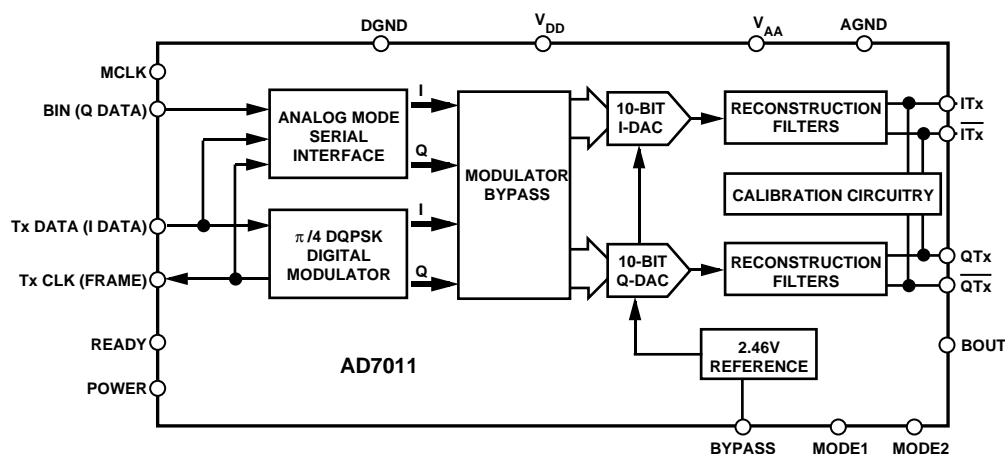 DGND
VDD
VAA
AGND
MCLK
BIN (Q DATA)
Tx DATA (I DATA)
Tx CLK (FRAME)
READY
POWER
ANALOG MODE
SERIAL
INTERFACE
I
Q
π/4 DQPSK
DIGITAL
MODULATOR
I
Q
MODULATOR
BYPASS
10-BIT
I-DAC
10-BIT
Q-DAC
RECONSTRUCTION
FILTERS
CALIBRATION CIRCUITRY
RECONSTRUCTION
FILTERS
2.46V
REFERENCE
AD7011
ITx
ITx
QTx
QTx
BOUT
BYPASS
MODE1
MODE2